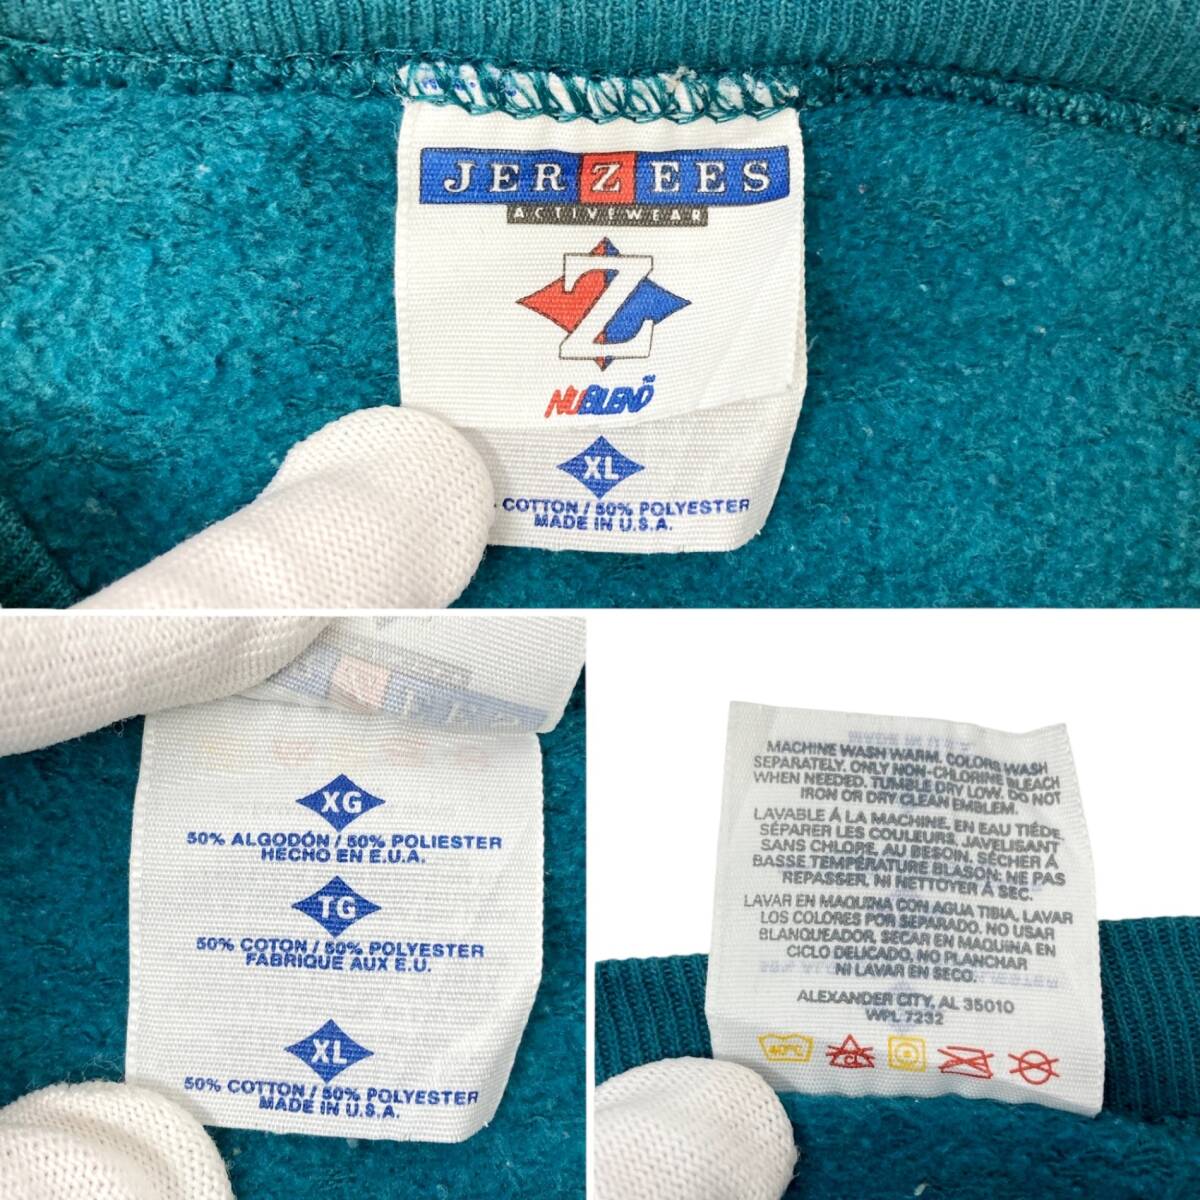 JERZEES
ACTIVEWEAR
Z
NUBLEND™
XL
COTTON / 50% POLYESTER
MADE IN U.S.A.
XG
50% ALGODÓN / 50% POLIESTER
HECHO EN E.U.A.
TG
50% COTON / 50% POLYESTER
FABRIQUE AUX E.U.
XL
50% COTTON / 50% POLYESTER
MADE IN U.S.A.
MACHINE WASH WARM, COLORS WASH
SEPARATELY. ONLY NON-CHLORINE BLEACH
WHEN NEEDED. TUMBLE DRY LOW. DO NOT
IRON OR DRY CLEAN EMBLEM.
LAVABLE Á LA MACHINE, EN EAU TIÉDE,
SÉPARER LES COULEURS, JAVELISANT
SANS CHLORE, AU BESOIN, SÉCHER Á
BASSE TEMPÉRATURE BLASON: NE PAS
REPASSER, NI NETTOYER Á SEC.
LAVAR EN MAQUINA CON AGUA TIBIA, LAVAR
LOS COLORES POR SEPARADO, NO USAR
BLANQUEADOR, SECAR EN MAQUINA EN
CICLO DELICADO, NO PLANCHAR
NI LAVAR EN SECO.
ALEXANDER CITY, AL 35010
WPL 7232
40°C CL